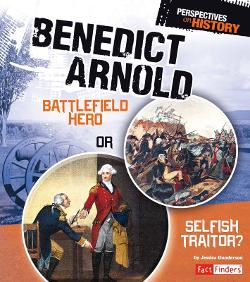 PERSPECTIVES
ON HISTORY
BENEDICT
ARNOLD
BATTLEFIELD
HERO
OR
SELFISH
TRAITOR?
by Jessica Gunderson
Fact Finders